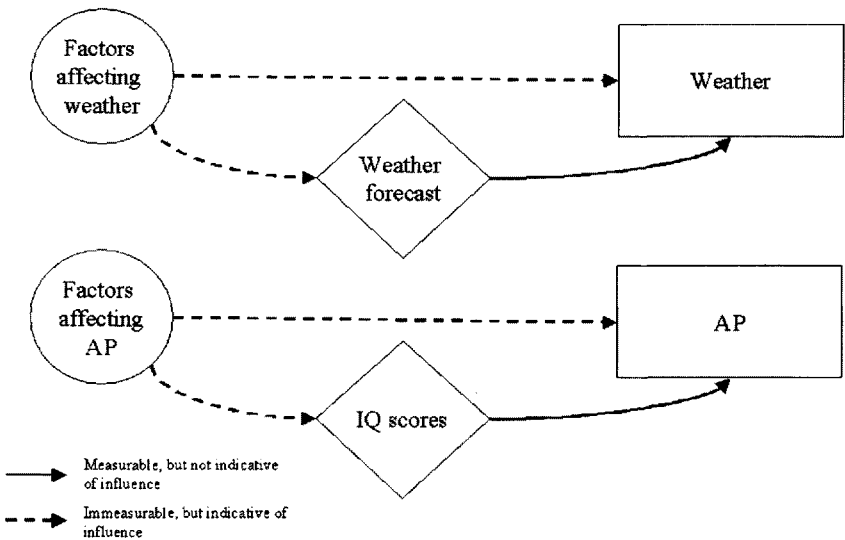 Factors
affecting
weather
Weather
Weather
forecast
Factors
affecting
AP
AP
IQ scores
Measurable, but not indicative
of influence
Immeasurable, but indicative of
influence